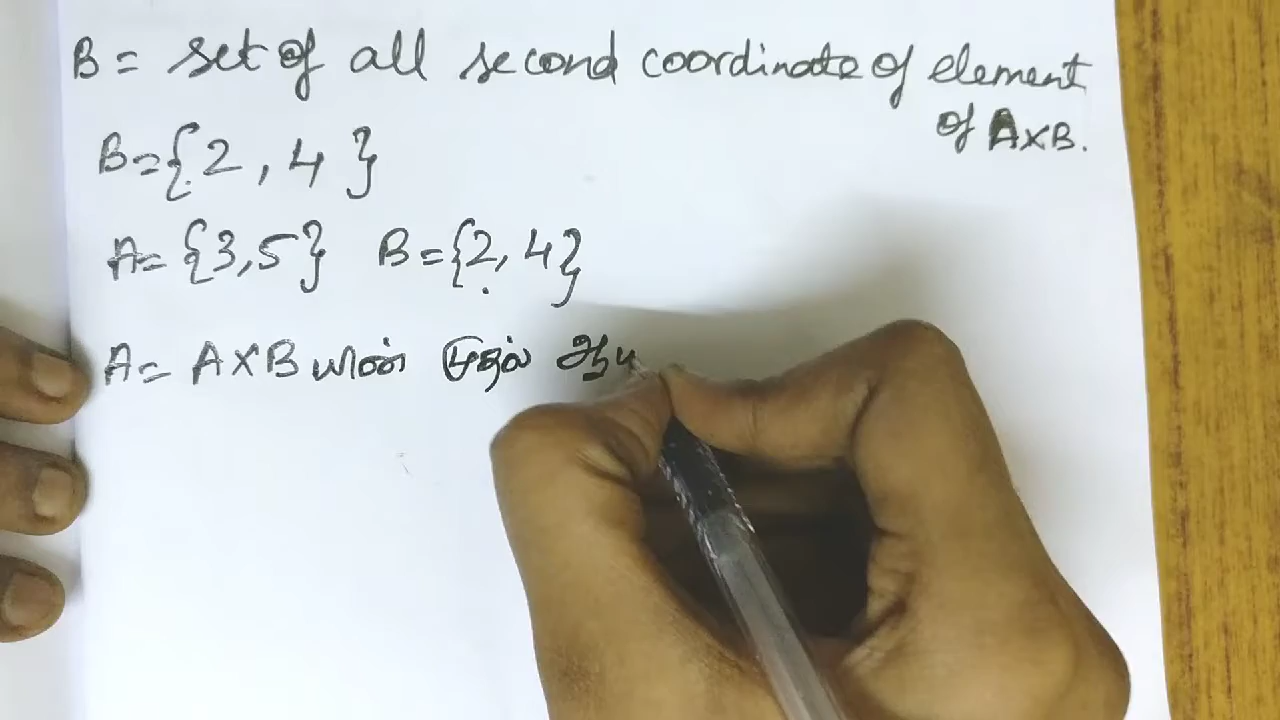 B = set of all second coordinate of element
of A×B.
B={2, 4}
A= {3,5} B={2,4}
A= A×B யின் முதல்